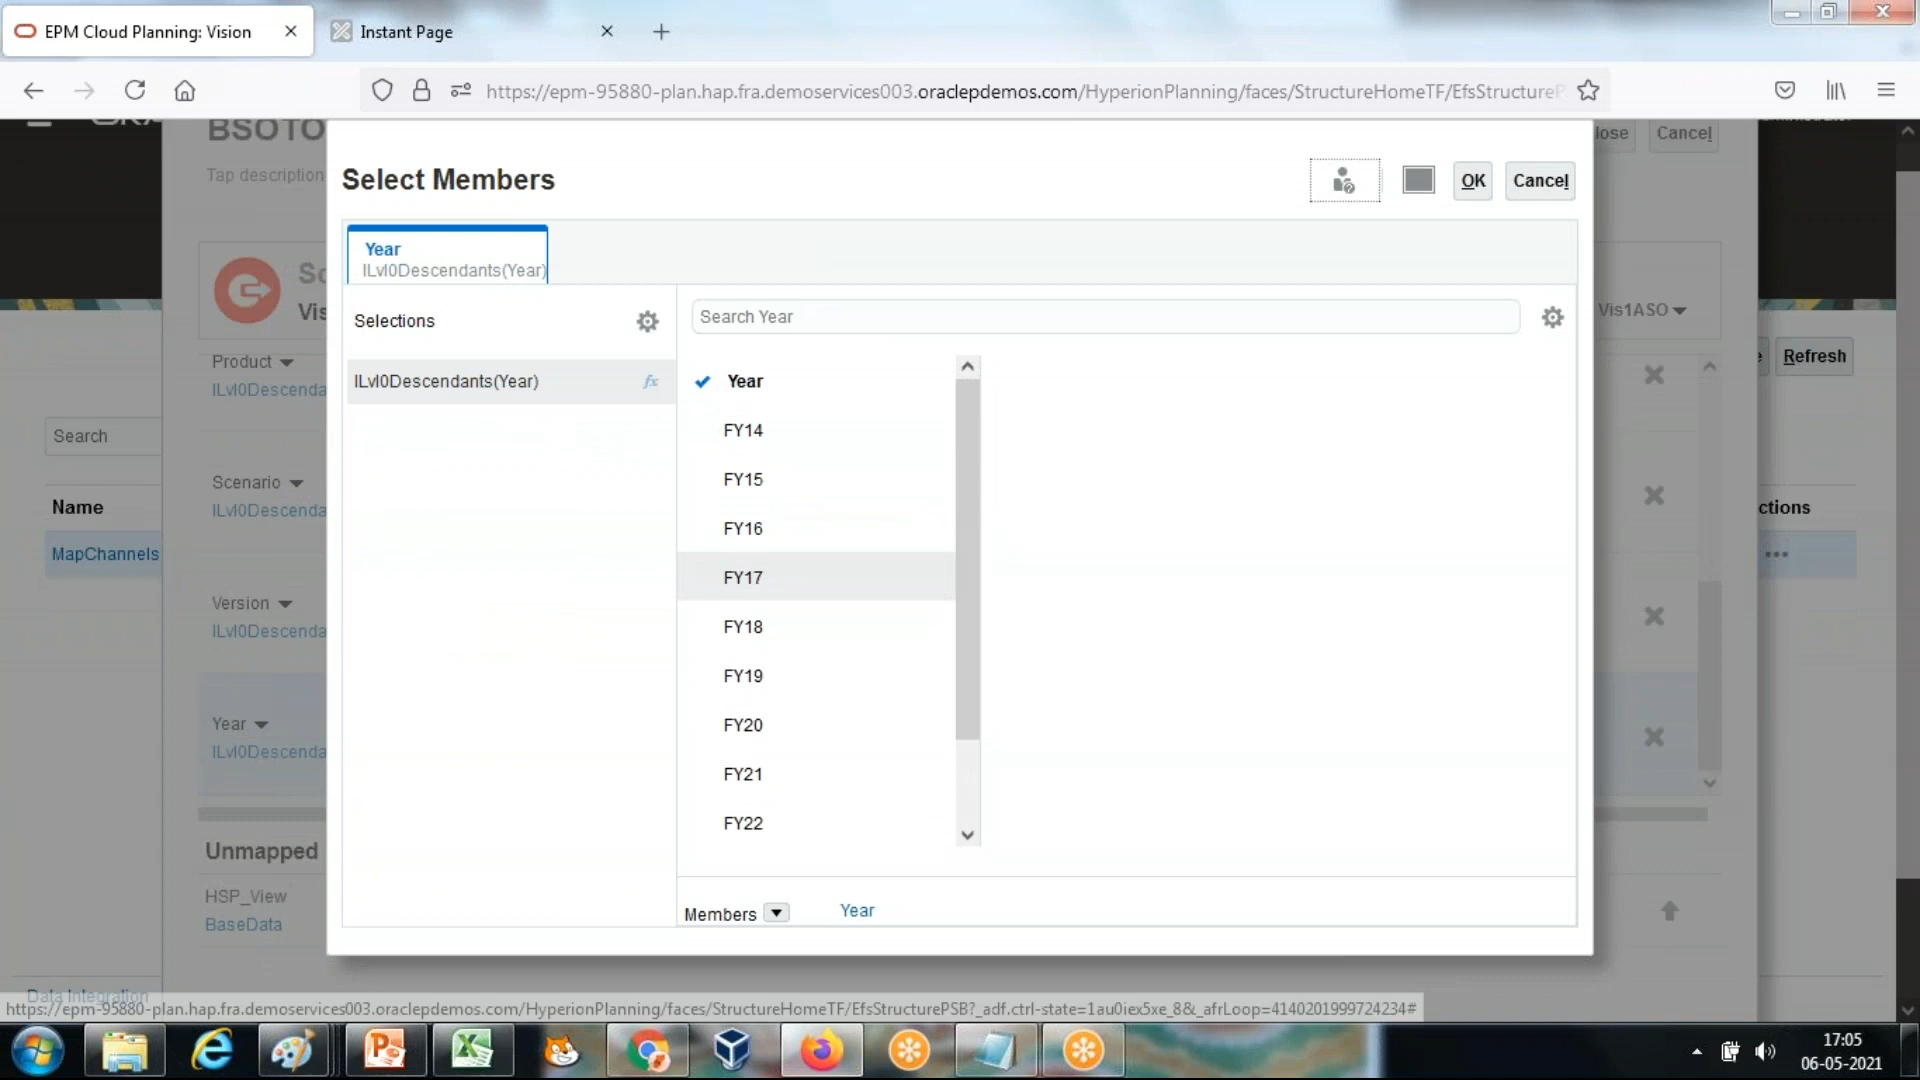 EPM Cloud Planning: Vision
Instant Page
https://epm-95880-plan.hap.fra.demoservices003.oraclepdemos.com/HyperionPlanning/faces/StructureHomeTF/EfsStructureP
BSOTO
lose
Cancel
Tap description
Select Members
OK
Cancel
Year
ILvl0Descendants(Year)
Selections
Search Year
Vis1ASO
Vis
ILvl0Descendants(Year)
fx
Year
Refresh
Product
ILvl0Descenda
FY14
Search
FY15
Scenario
ILvl0Descenda
Name
ctions
FY16
MapChannels
FY17
Version
ILvl0Descenda
FY18
FY19
Year
ILvl0Descenda
FY20
FY21
FY22
Unmapped
HSP_View
BaseData
Members
Year
Data Integration
https://epm-95880-plan.hap.fra.demoservices003.oraclepdemos.com/HyperionPlanning/faces/StructureHomeTF/EfsStructurePSB?_adf.ctrl-state=1au0iex5xe_8&_afrLoop=4140201999724234#
17:05
06-05-2021